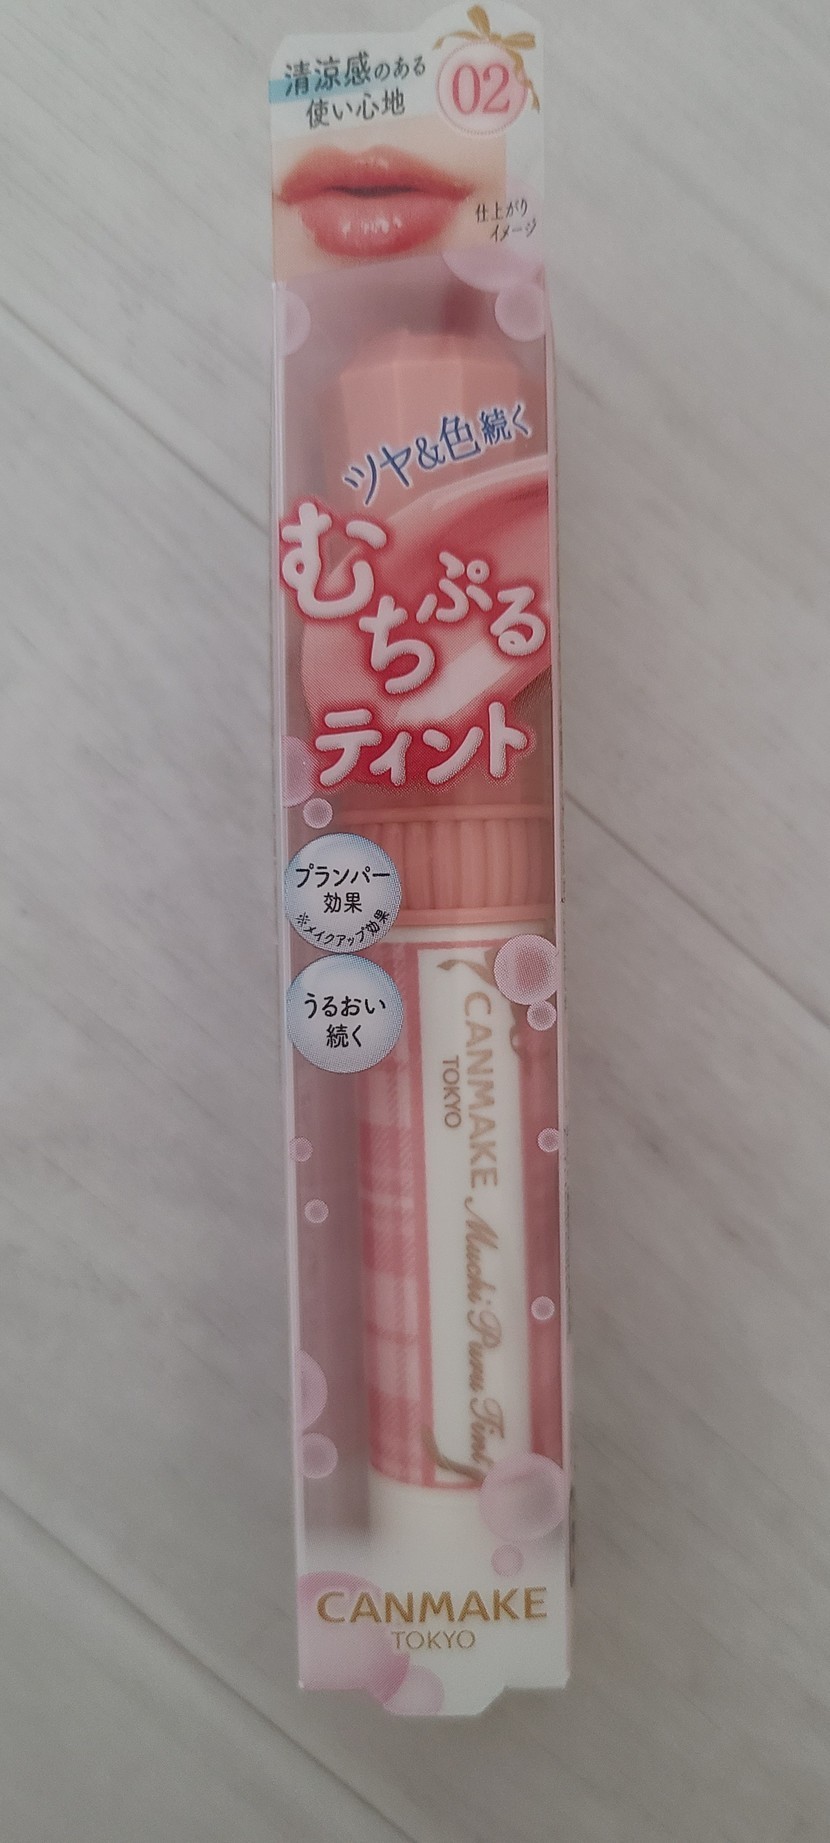 清涼感のある
使い心地
02
仕上がり
イメージ
ツヤ&色続く
むちぷる
ティント
プランパー
効果
※メイクアップ効果
うるおい
続く
CANMAKE
TOKYO
Muchi Puru Tint
CANMAKE
TOKYO